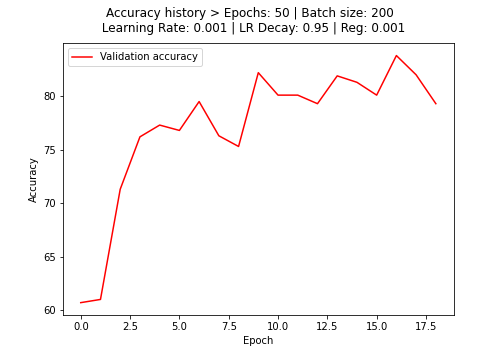 Accuracy history > Epochs: 50 | Batch size: 200
Learning Rate: 0.001 | LR Decay: 0.95 | Reg: 0.001
Validation accuracy
Accuracy
80
75
70
65
60
0.0 2.5 5.0 7.5 10.0 12.5 15.0 17.5
Epoch